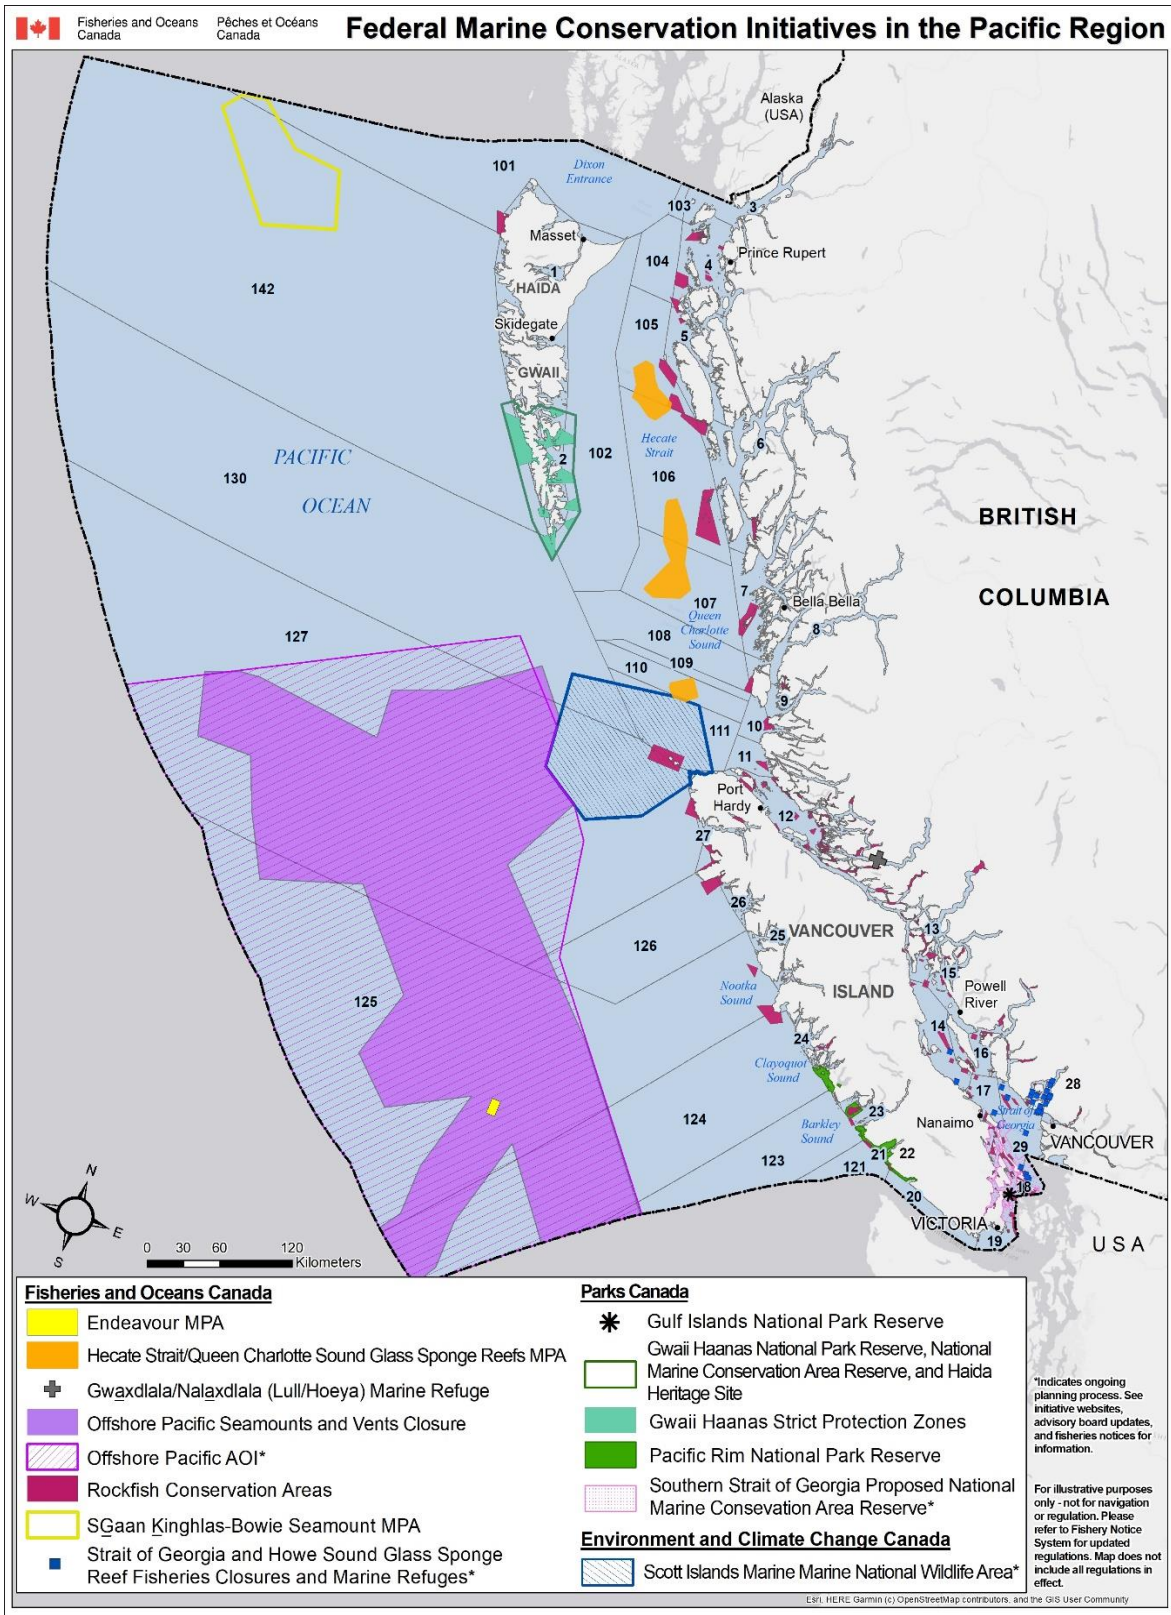 Fisheries and Oceans
Canada
Pêches et Océans
Canada
Federal Marine Conservation Initiatives in the Pacific Region
Alaska
(USA)
101
Dixon
Entrance
103
3
Masset
Prince Rupert
104
4
1
142
HAIDA
105
Skidegate
5
GWAII
Hecate
Strait
6
2
102
PACIFIC
106
130
OCEAN
BRITISH
COLUMBIA
7
107
Bella Bella
Queen
Charlotte
Sound
8
127
108
109
110
9
111
10
11
Port
Hardy
12
27
26
VANCOUVER
13
25
126
15
Nootka
Sound
ISLAND
Powell
River
125
14
24
16
Clayoquot
Sound
17
28
23
Strait of
Georgia
124
Nanaimo
Barkley
Sound
VANCOUVER
21
22
29
123
121
18
20
VICTORIA
19
USA
N
W
E
S
0 30 60 120
Kilometers
Fisheries and Oceans Canada
Endeavour MPA
Hecate Strait/Queen Charlotte Sound Glass Sponge Reefs MPA
Gwaxdlala/Nalaxdlala (Lull/Hoeya) Marine Refuge
Offshore Pacific Seamounts and Vents Closure
Offshore Pacific AOI*
Rockfish Conservation Areas
SGaan Kinghlas-Bowie Seamount MPA
Strait of Georgia and Howe Sound Glass Sponge
Reef Fisheries Closures and Marine Refuges*
Parks Canada
Gulf Islands National Park Reserve
Gwaii Haanas National Park Reserve, National
Marine Conservation Area Reserve, and Haida
Heritage Site
Gwaii Haanas Strict Protection Zones
Pacific Rim National Park Reserve
Southern Strait of Georgia Proposed National
Marine Consevation Area Reserve*
Environment and Climate Change Canada
Scott Islands Marine Marine National Wildlife Area*
*Indicates ongoing
planning process. See
initiative websites,
advisory board updates,
and fisheries notices for
information.
For illustrative purposes
only - not for navigation
or regulation. Please
refer to Fishery Notice
System for updated
regulations. Map does not
include all regulations in
effect.
Esri, HERE Garmin (c) OpenStreetMap contributors, and the GIS User Community